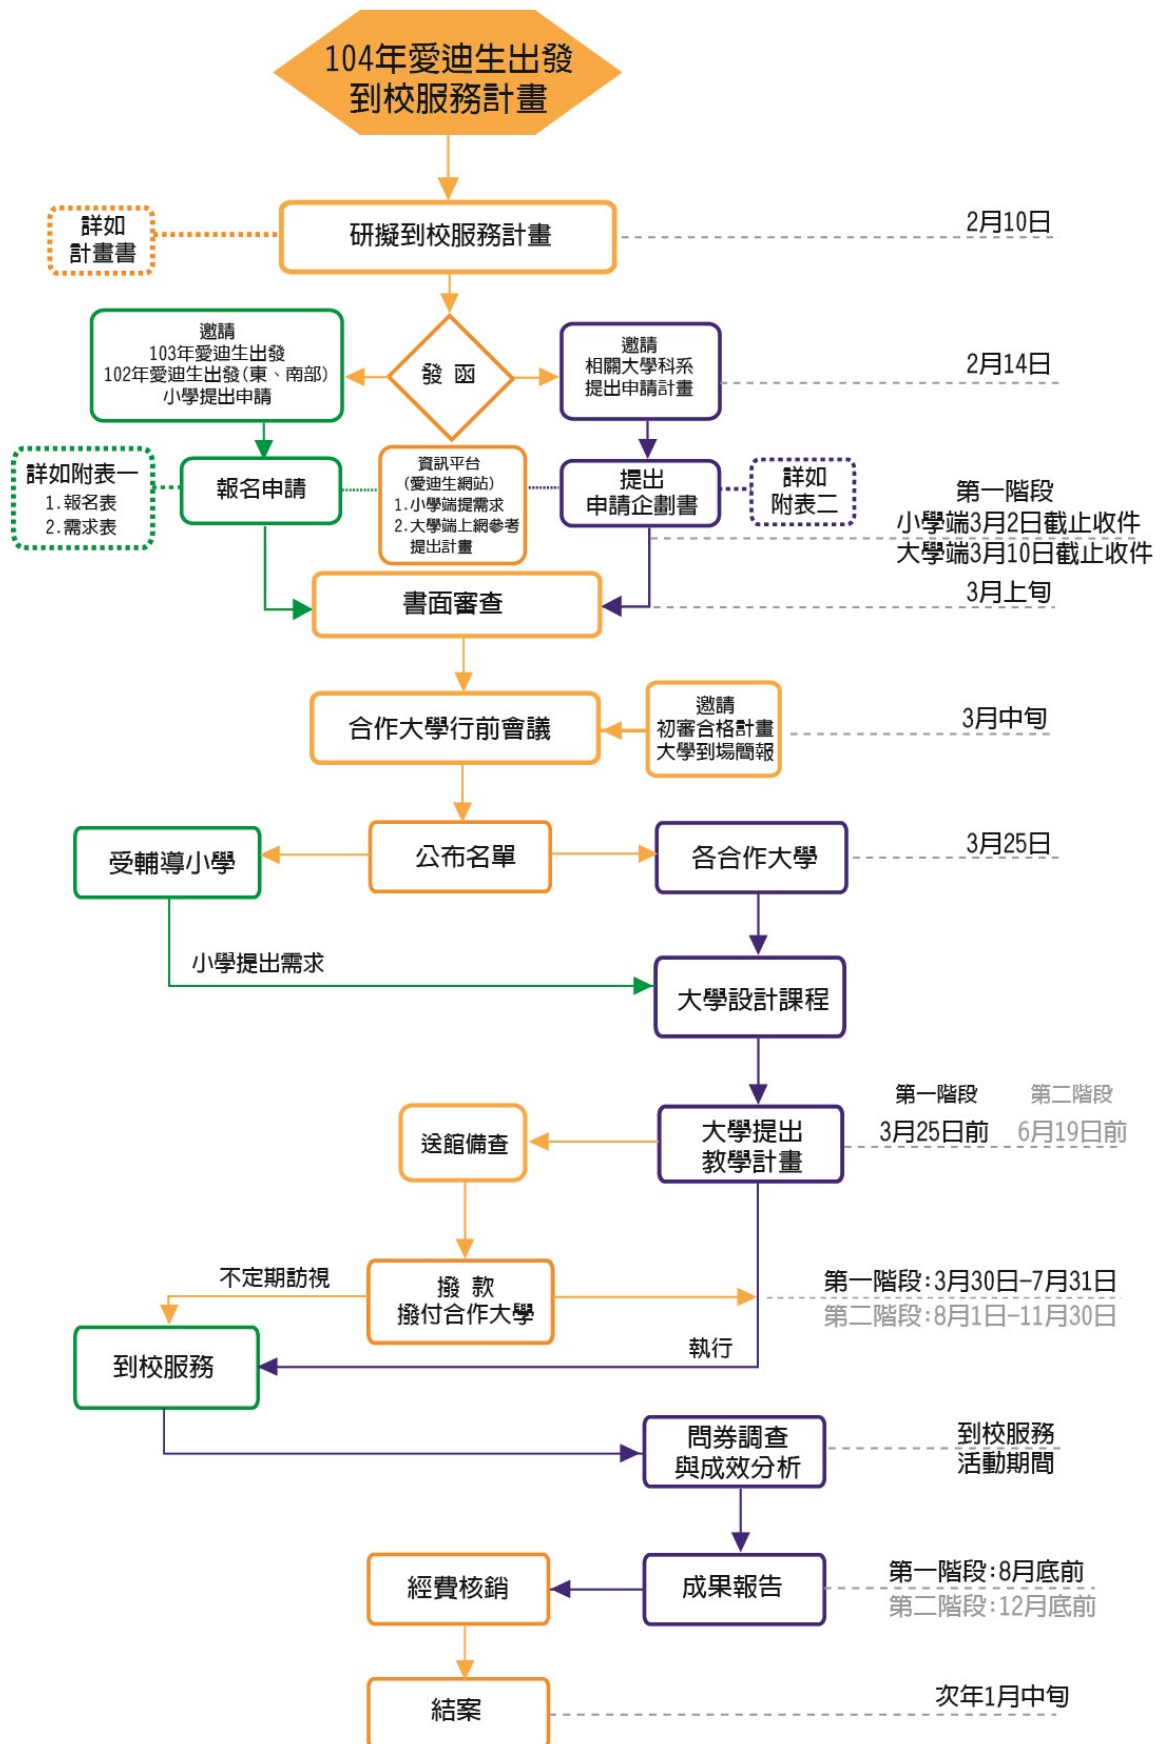 104年愛迪生出發
到校服務計畫
詳如
計畫書
研擬到校服務計畫
2月10日
邀請
103年愛迪生出發
102年愛迪生出發(東、南部)
小學提出申請
發 函
邀請
相關大學科系
提出申請計畫
2月14日
詳如附表一
1.報名表
2.需求表
報名申請
資訊平台
(愛迪生網站)
1.小學端提需求
2.大學端上網參考
提出計畫
提出
申請企劃書
詳如
附表二
第一階段
小學端3月2日截止收件
大學端3月10日截止收件
書面審查
3月上旬
合作大學行前會議
邀請
初審合格計畫
大學到場簡報
3月中旬
受輔導小學
公布名單
各合作大學
3月25日
小學提出需求
大學設計課程
送館備查
大學提出
教學計畫
第一階段
3月25日前
第二階段
6月19日前
不定期訪視
撥 款
撥付合作大學
第一階段:3月30日-7月31日
第二階段:8月1日-11月30日
執行
到校服務
問券調查
與成效分析
到校服務
活動期間
經費核銷
成果報告
第一階段:8月底前
第二階段:12月底前
結案
次年1月中旬